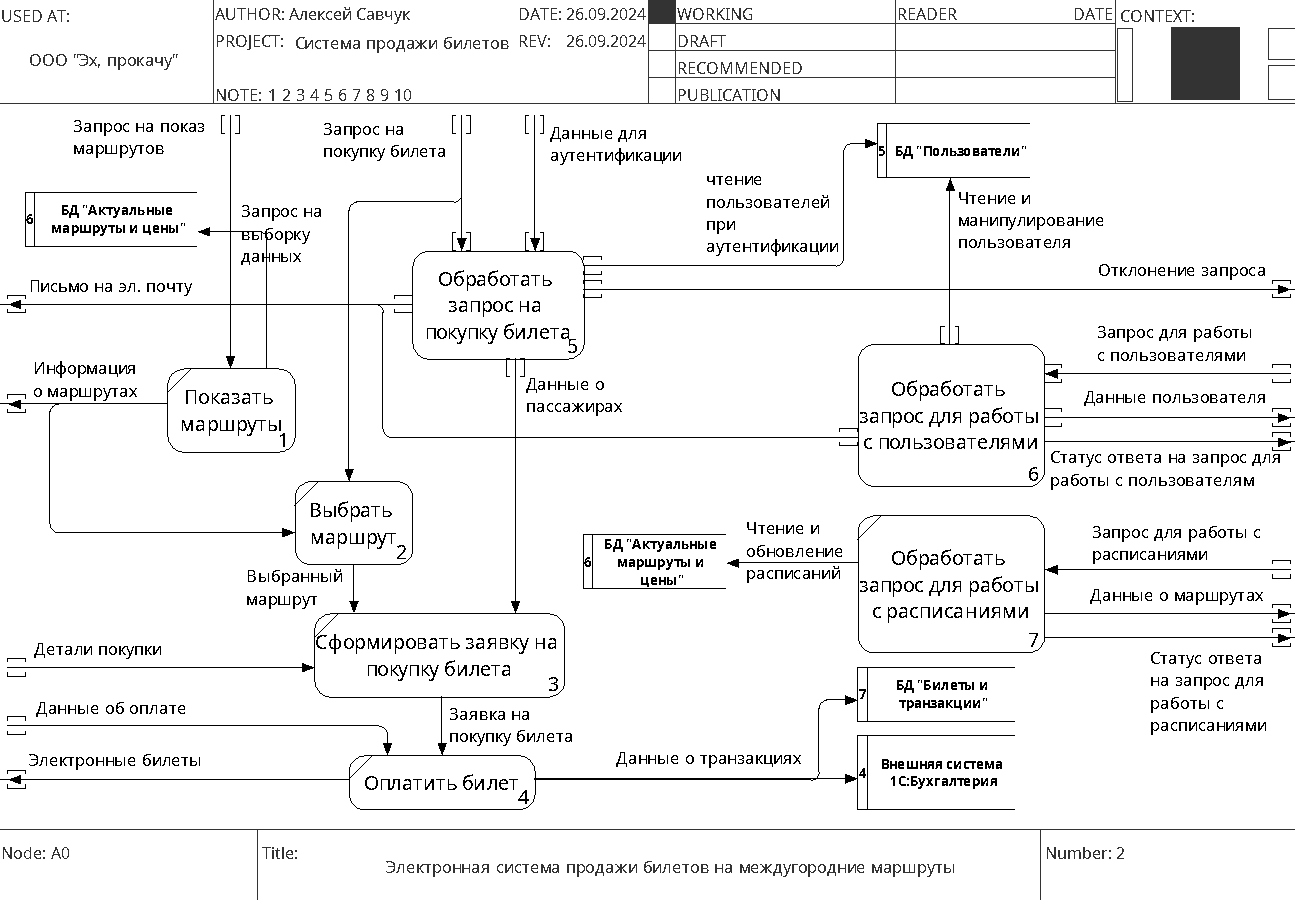 USED AT:
ООО "Эх, прокачу"
AUTHOR: Алексей Савчук
DATE: 26.09.2024
PROJECT: Система продажи билетов
REV: 26.09.2024
NOTE: 1 2 3 4 5 6 7 8 9 10
WORKING
DRAFT
RECOMMENDED
PUBLICATION
READER
DATE
CONTEXT:
Запрос на показ
маршрутов
Запрос на
покупку билета
Данные для
аутентификации
5
БД "Пользователи"
чтение
пользователей
при
аутентификации
Чтение и
манипулирование
пользователя
6
БД "Актуальные
маршруты и цены"
Запрос на
выборку
данных
Письмо на эл. почту
Обработать
запрос на
покупку билета
5
Отклонение запроса
Запрос для работы
с пользователями
Информация
о маршрутах
Показать
маршруты
1
Данные о
пассажирах
Обработать
запрос для работы
с пользователями
6
Данные пользователя
Статус ответа на запрос для
работы с пользователям
Выбрать
маршрут
2
6
БД "Актуальные
маршруты и
цены"
Чтение и
обновление
расписаний
Обработать
запрос для работы
с расписаниями
7
Запрос для работы с
расписаниями
Данные о маршрутах
Выбранный
маршрут
Детали покупки
Сформировать заявку на
покупку билета
3
Статус ответа
на запрос для
работы с
расписаниями
Данные об оплате
Заявка на
покупку билета
7
БД "Билеты и
транзакции"
Электронные билеты
Оплатить билет
4
Данные о транзакциях
4
Внешняя система
1С:Бухгалтерия
Node: A0
Title:
Электронная система продажи билетов на междугородние маршруты
Number: 2